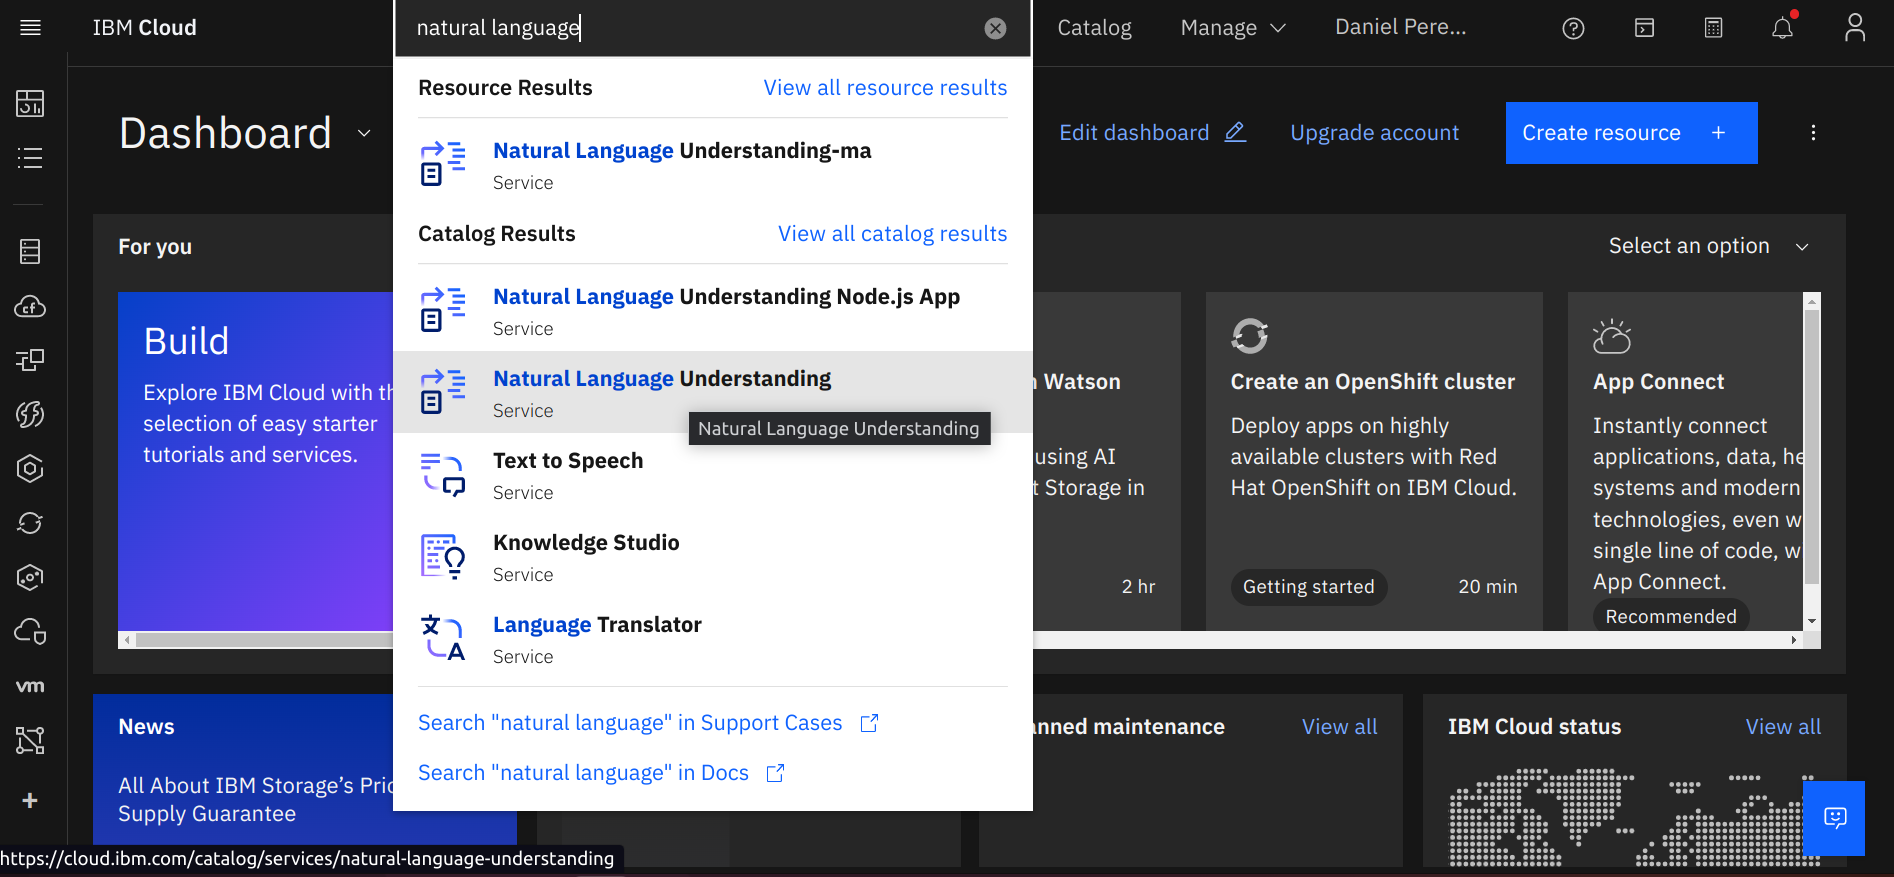 IBM Cloud
natural language
Catalog
Manage
Daniel Pere...
Dashboard
Edit dashboard
Upgrade account
Create resource +
Resource Results
View all resource results
Natural Language Understanding-ma
Service
Catalog Results
View all catalog results
Natural Language Understanding Node.js App
Service
Natural Language Understanding
Service
Natural Language Understanding
Text to Speech
Service
Knowledge Studio
Service
Language Translator
Service
Search "natural language" in Support Cases
Search "natural language" in Docs
For you
Select an option
Build
Explore IBM Cloud with
selection of easy starter
tutorials and services.
Watson
using AI
Storage in
2 hr
Create an OpenShift cluster
Deploy apps on highly
available clusters with Red
Hat OpenShift on IBM Cloud.
Getting started
20 min
App Connect
Instantly connect
applications, data, he
systems and modern
technologies, even w
single line of code, w
App Connect.
Recommended
cf
vm
News
All About IBM Storage’s
Supply Guarantee
maintenance
View all
IBM Cloud status
View all
https://cloud.ibm.com/catalog/services/natural-language-understanding